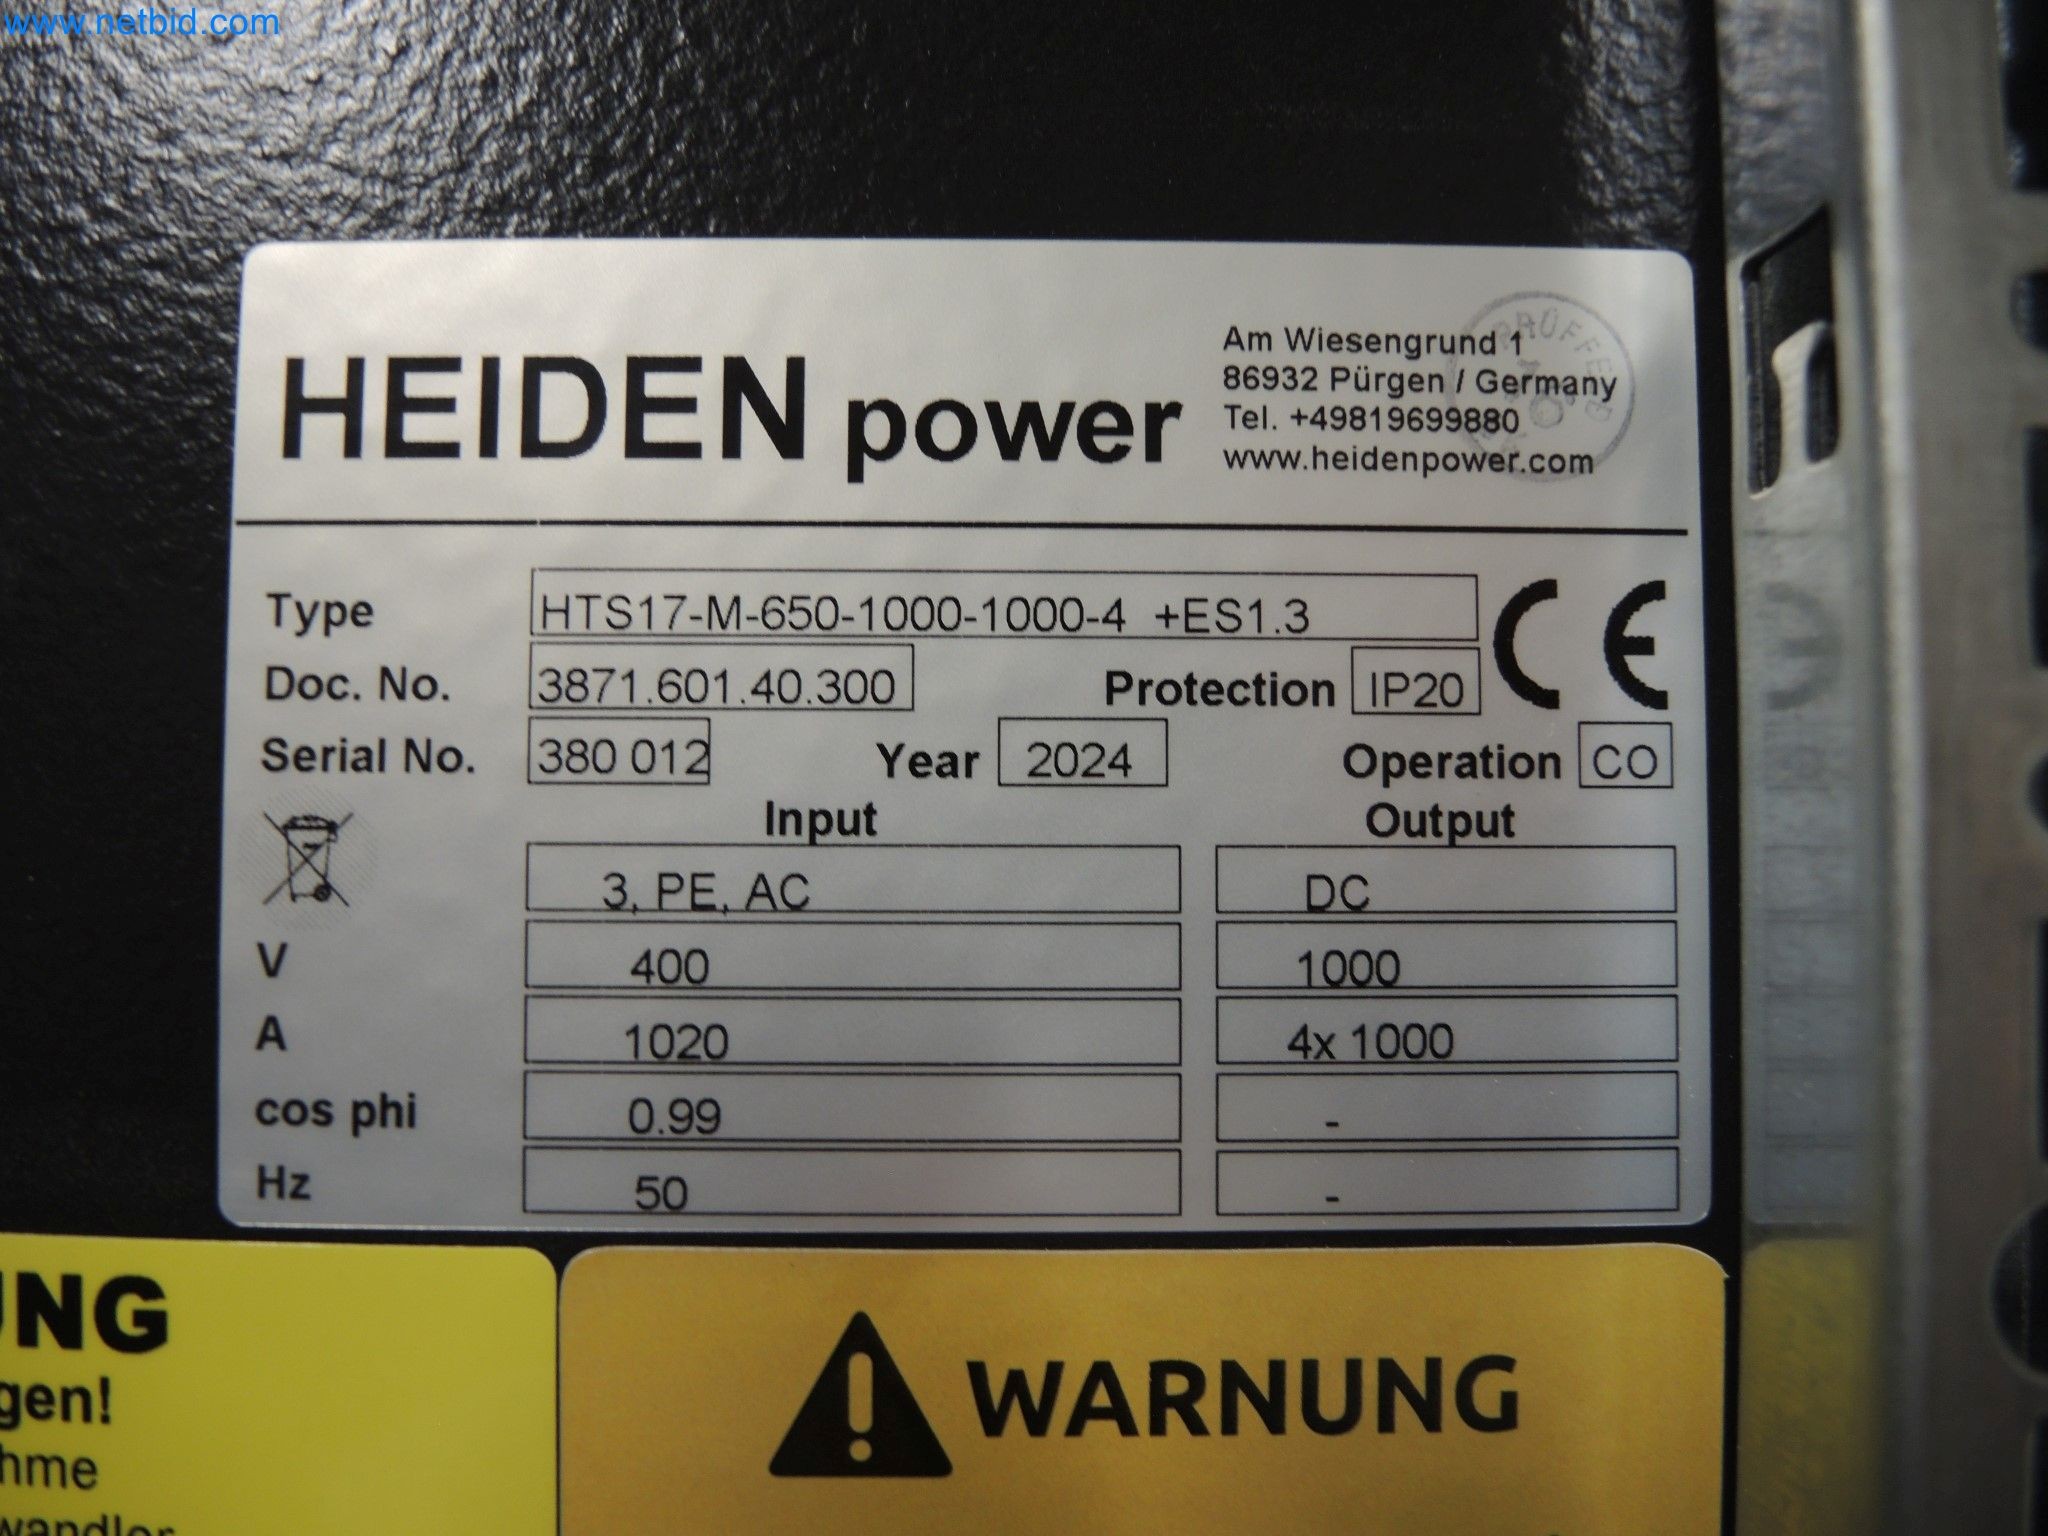 www.netbid.com
HEIDEN power
Am Wiesengrund 1
86932 Pürgen / Germany
Tel. +49819699880
www.heidenpower.com
PRÜFFELD
Type HTS17-M-650-1000-1000-4 +ES1.3 CE
Doc. No. 3871.601.40.300 Protection IP20
Serial No. 380 012 Year 2024 Operation CO
Input Output
3, PE, AC DC
V 400 1000
A 1020 4x 1000
cos phi 0.99 -
Hz 50 -
UNG
gen!
hme
wandler
WARNUNG